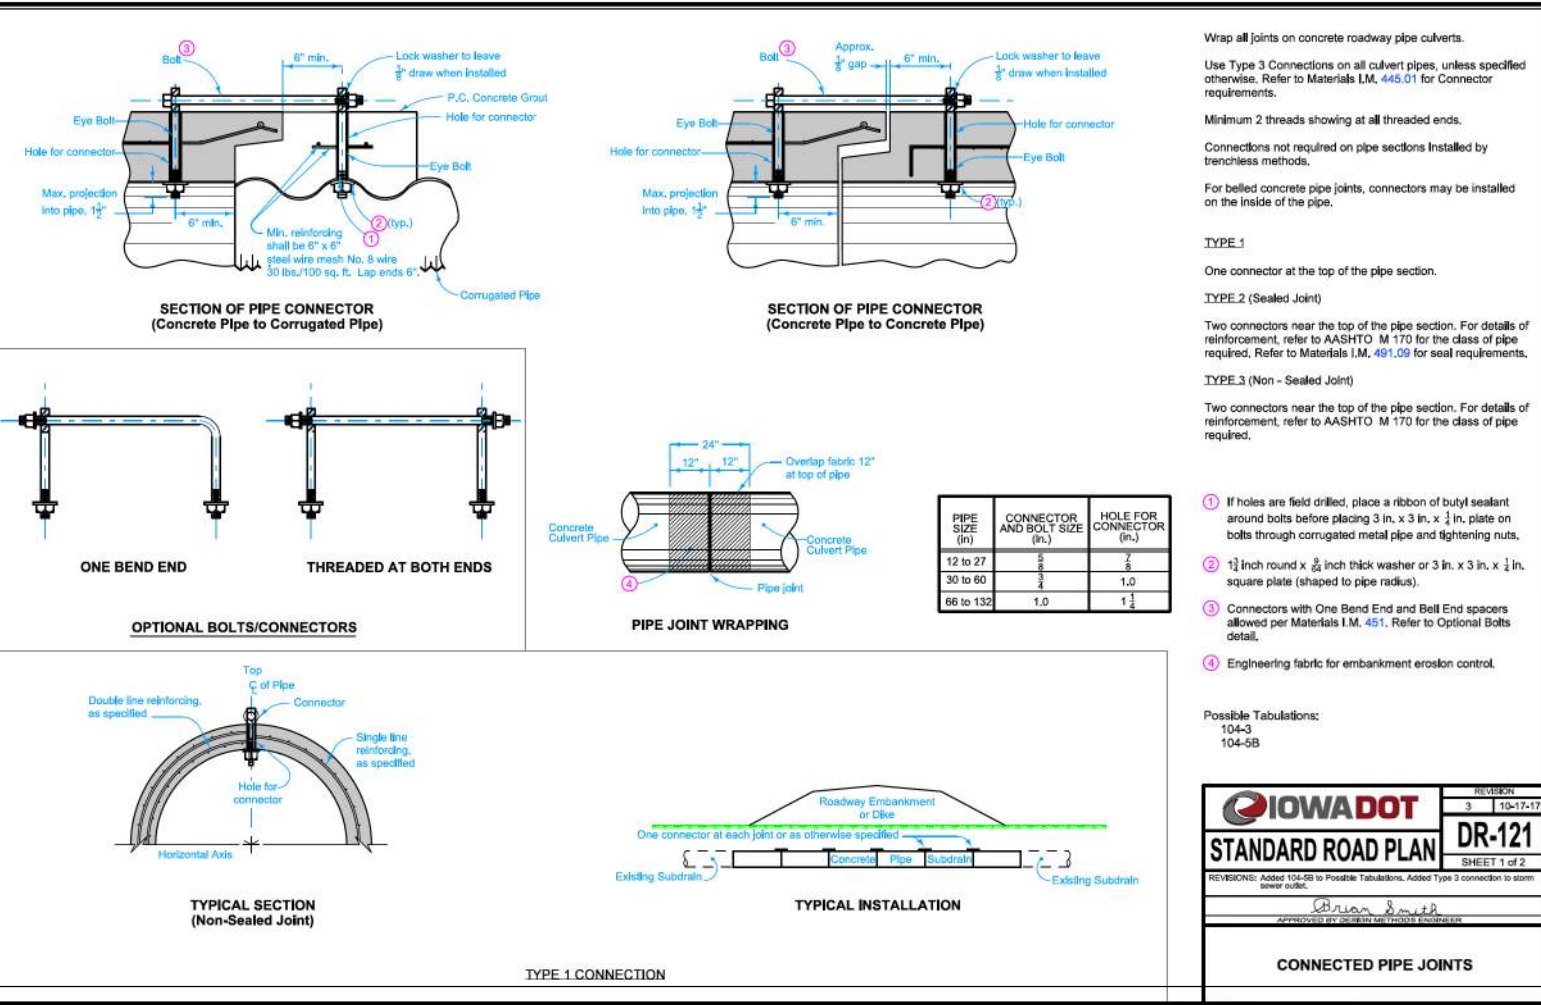 3
Bolt
6" min.
Lock washer to leave
1/8" draw when installed
P.C. Concrete Grout
Hole for connector
Eye Bolt
Hole for connector
Eye Bolt
Max. projection
into pipe, 1 1/2"
6" min.
2 (typ.)
1
Min. reinforcing
shall be 6" x 6"
steel wire mesh No. 8 wire
30 lbs./100 sq. ft. Lap ends 6".
Corrugated Pipe
SECTION OF PIPE CONNECTOR
(Concrete Pipe to Corrugated Pipe)
3
Bolt
Approx.
1/8" gap
6" min.
Lock washer to leave
1/8" draw when installed
Eye Bolt
Hole for connector
Hole for connector
Eye Bolt
Max. projection
into pipe, 1 1/2"
6" min.
2 (typ.)
SECTION OF PIPE CONNECTOR
(Concrete Pipe to Concrete Pipe)
ONE BEND END
THREADED AT BOTH ENDS
OPTIONAL BOLTS/CONNECTORS
24"
12" 12"
Overlap fabric 12"
at top of pipe
Concrete
Culvert Pipe
Concrete
Culvert Pipe
4
Pipe joint
PIPE JOINT WRAPPING
PIPE SIZE (in) CONNECTOR AND BOLT SIZE (in.) HOLE FOR CONNECTOR (in.)
12 to 27 5/8 7/8
30 to 60 3/4 1.0
66 to 132 1.0 1 1/4
Top
℄ of Pipe
Double line reinforcing,
as specified
Connector
Single line
reinforcing,
as specified
Hole for
connector
Horizontal Axis
TYPICAL SECTION
(Non-Sealed Joint)
Roadway Embankment
or Dike
One connector at each joint or as otherwise specified
Concrete Pipe Subdrain
Existing Subdrain
Existing Subdrain
TYPICAL INSTALLATION
TYPE 1 CONNECTION
Wrap all joints on concrete roadway pipe culverts.
Use Type 3 Connections on all culvert pipes, unless specified
otherwise. Refer to Materials I.M. 445.01 for Connector
requirements.
Minimum 2 threads showing at all threaded ends.
Connections not required on pipe sections installed by
trenchless methods.
For belled concrete pipe joints, connectors may be installed
on the inside of the pipe.
TYPE 1
One connector at the top of the pipe section.
TYPE 2 (Sealed Joint)
Two connectors near the top of the pipe section. For details of
reinforcement, refer to AASHTO M 170 for the class of pipe
required. Refer to Materials I.M. 491.09 for seal requirements.
TYPE 3 (Non - Sealed Joint)
Two connectors near the top of the pipe section. For details of
reinforcement, refer to AASHTO M 170 for the class of pipe
required.
1 If holes are field drilled, place a ribbon of butyl sealant
around bolts before placing 3 in. x 3 in. x 1/4 in. plate on
bolts through corrugated metal pipe and tightening nuts.
2 1 3/4 inch round x 9/64 inch thick washer or 3 in. x 3 in. x 1/4 in.
square plate (shaped to pipe radius).
3 Connectors with One Bend End and Bell End spacers
allowed per Materials I.M. 451. Refer to Optional Bolts
detail.
4 Engineering fabric for embankment erosion control.
Possible Tabulations:
104-3
104-5B
IOWADOT
REVISION
3 10-17-17
STANDARD ROAD PLAN
DR-121
SHEET 1 of 2
REVISIONS: Added 104-5B to Possible Tabulations. Added Type 3 connection to storm
sewer outlet.
Brian Smith
APPROVED BY DESIGN METHODS ENGINEER
CONNECTED PIPE JOINTS